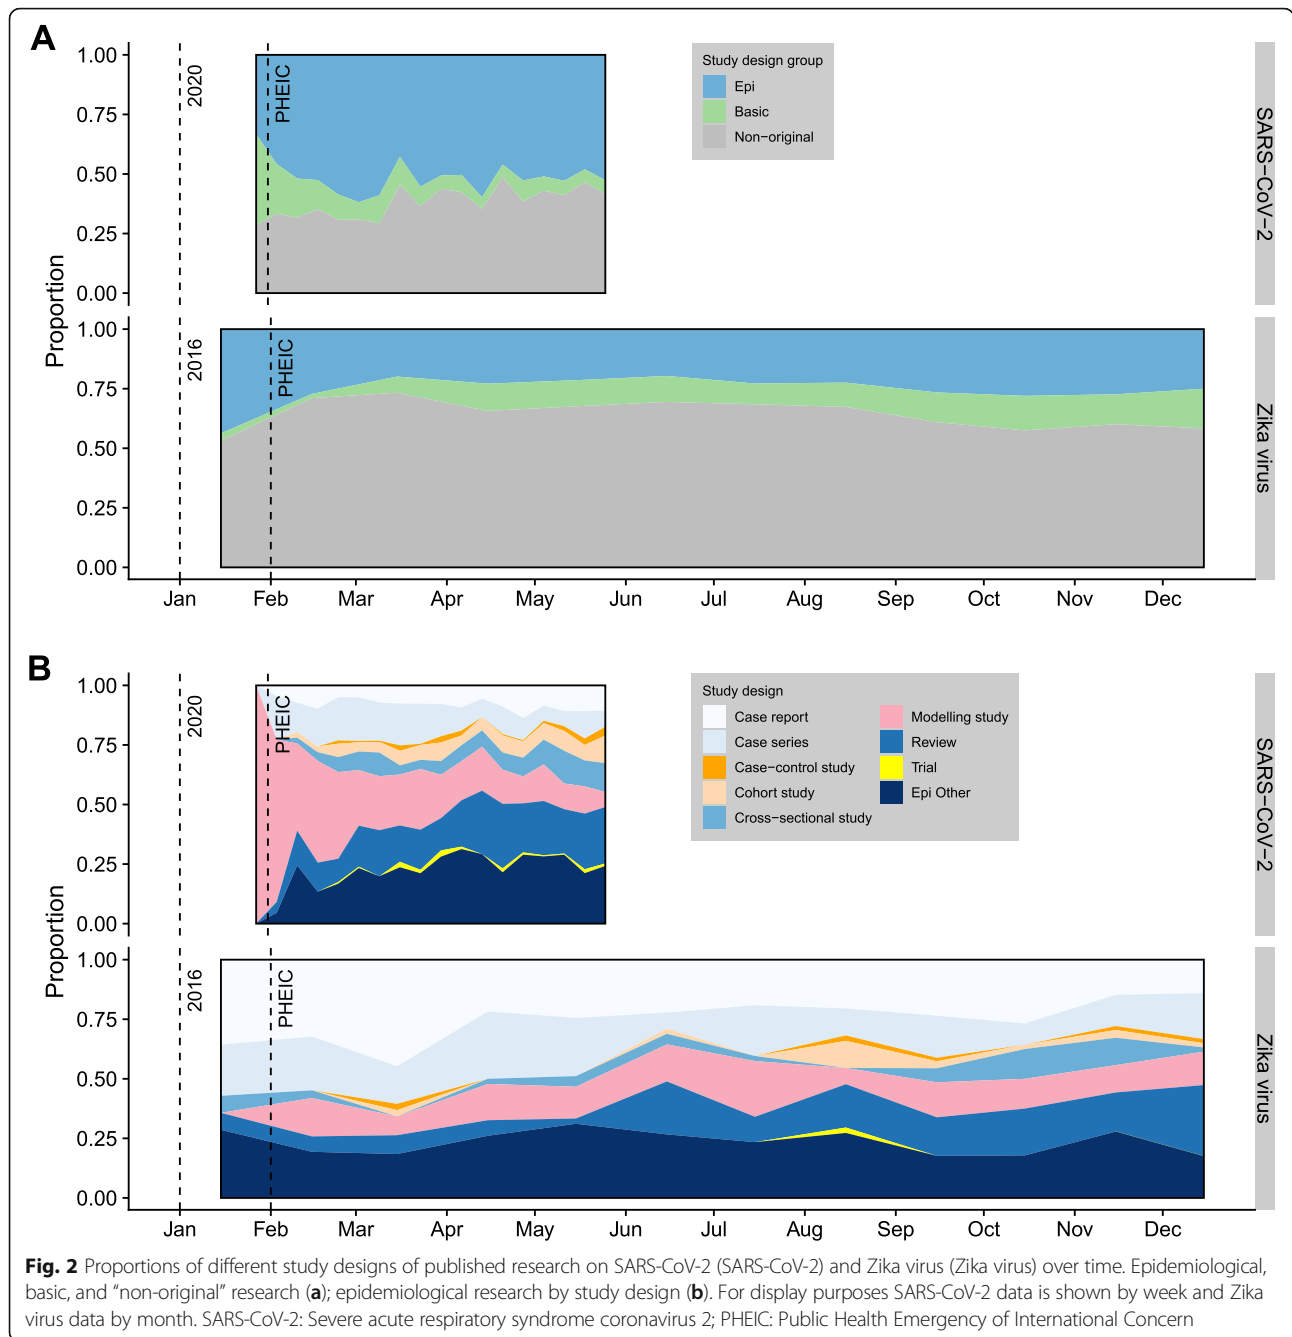 A
1.00
0.75
0.50
0.25
0.00
2020
PHEIC
Study design group
Epi
Basic
Non−original
SARS−CoV−2
Proportion
1.00
0.75
0.50
0.25
0.00
2016
PHEIC
Zika virus
Jan Feb Mar Apr May Jun Jul Aug Sep Oct Nov Dec
B
1.00
0.75
0.50
0.25
0.00
2020
PHEIC
Study design
Case report
Case series
Case−control study
Cohort study
Cross−sectional study
Modelling study
Review
Trial
Epi Other
SARS−CoV−2
Proportion
1.00
0.75
0.50
0.25
0.00
2016
PHEIC
Zika virus
Jan Feb Mar Apr May Jun Jul Aug Sep Oct Nov Dec
Fig. 2 Proportions of different study designs of published research on SARS-CoV-2 (SARS-CoV-2) and Zika virus (Zika virus) over time. Epidemiological,
basic, and “non-original” research (a); epidemiological research by study design (b). For display purposes SARS-CoV-2 data is shown by week and Zika
virus data by month. SARS-CoV-2: Severe acute respiratory syndrome coronavirus 2; PHEIC: Public Health Emergency of International Concern